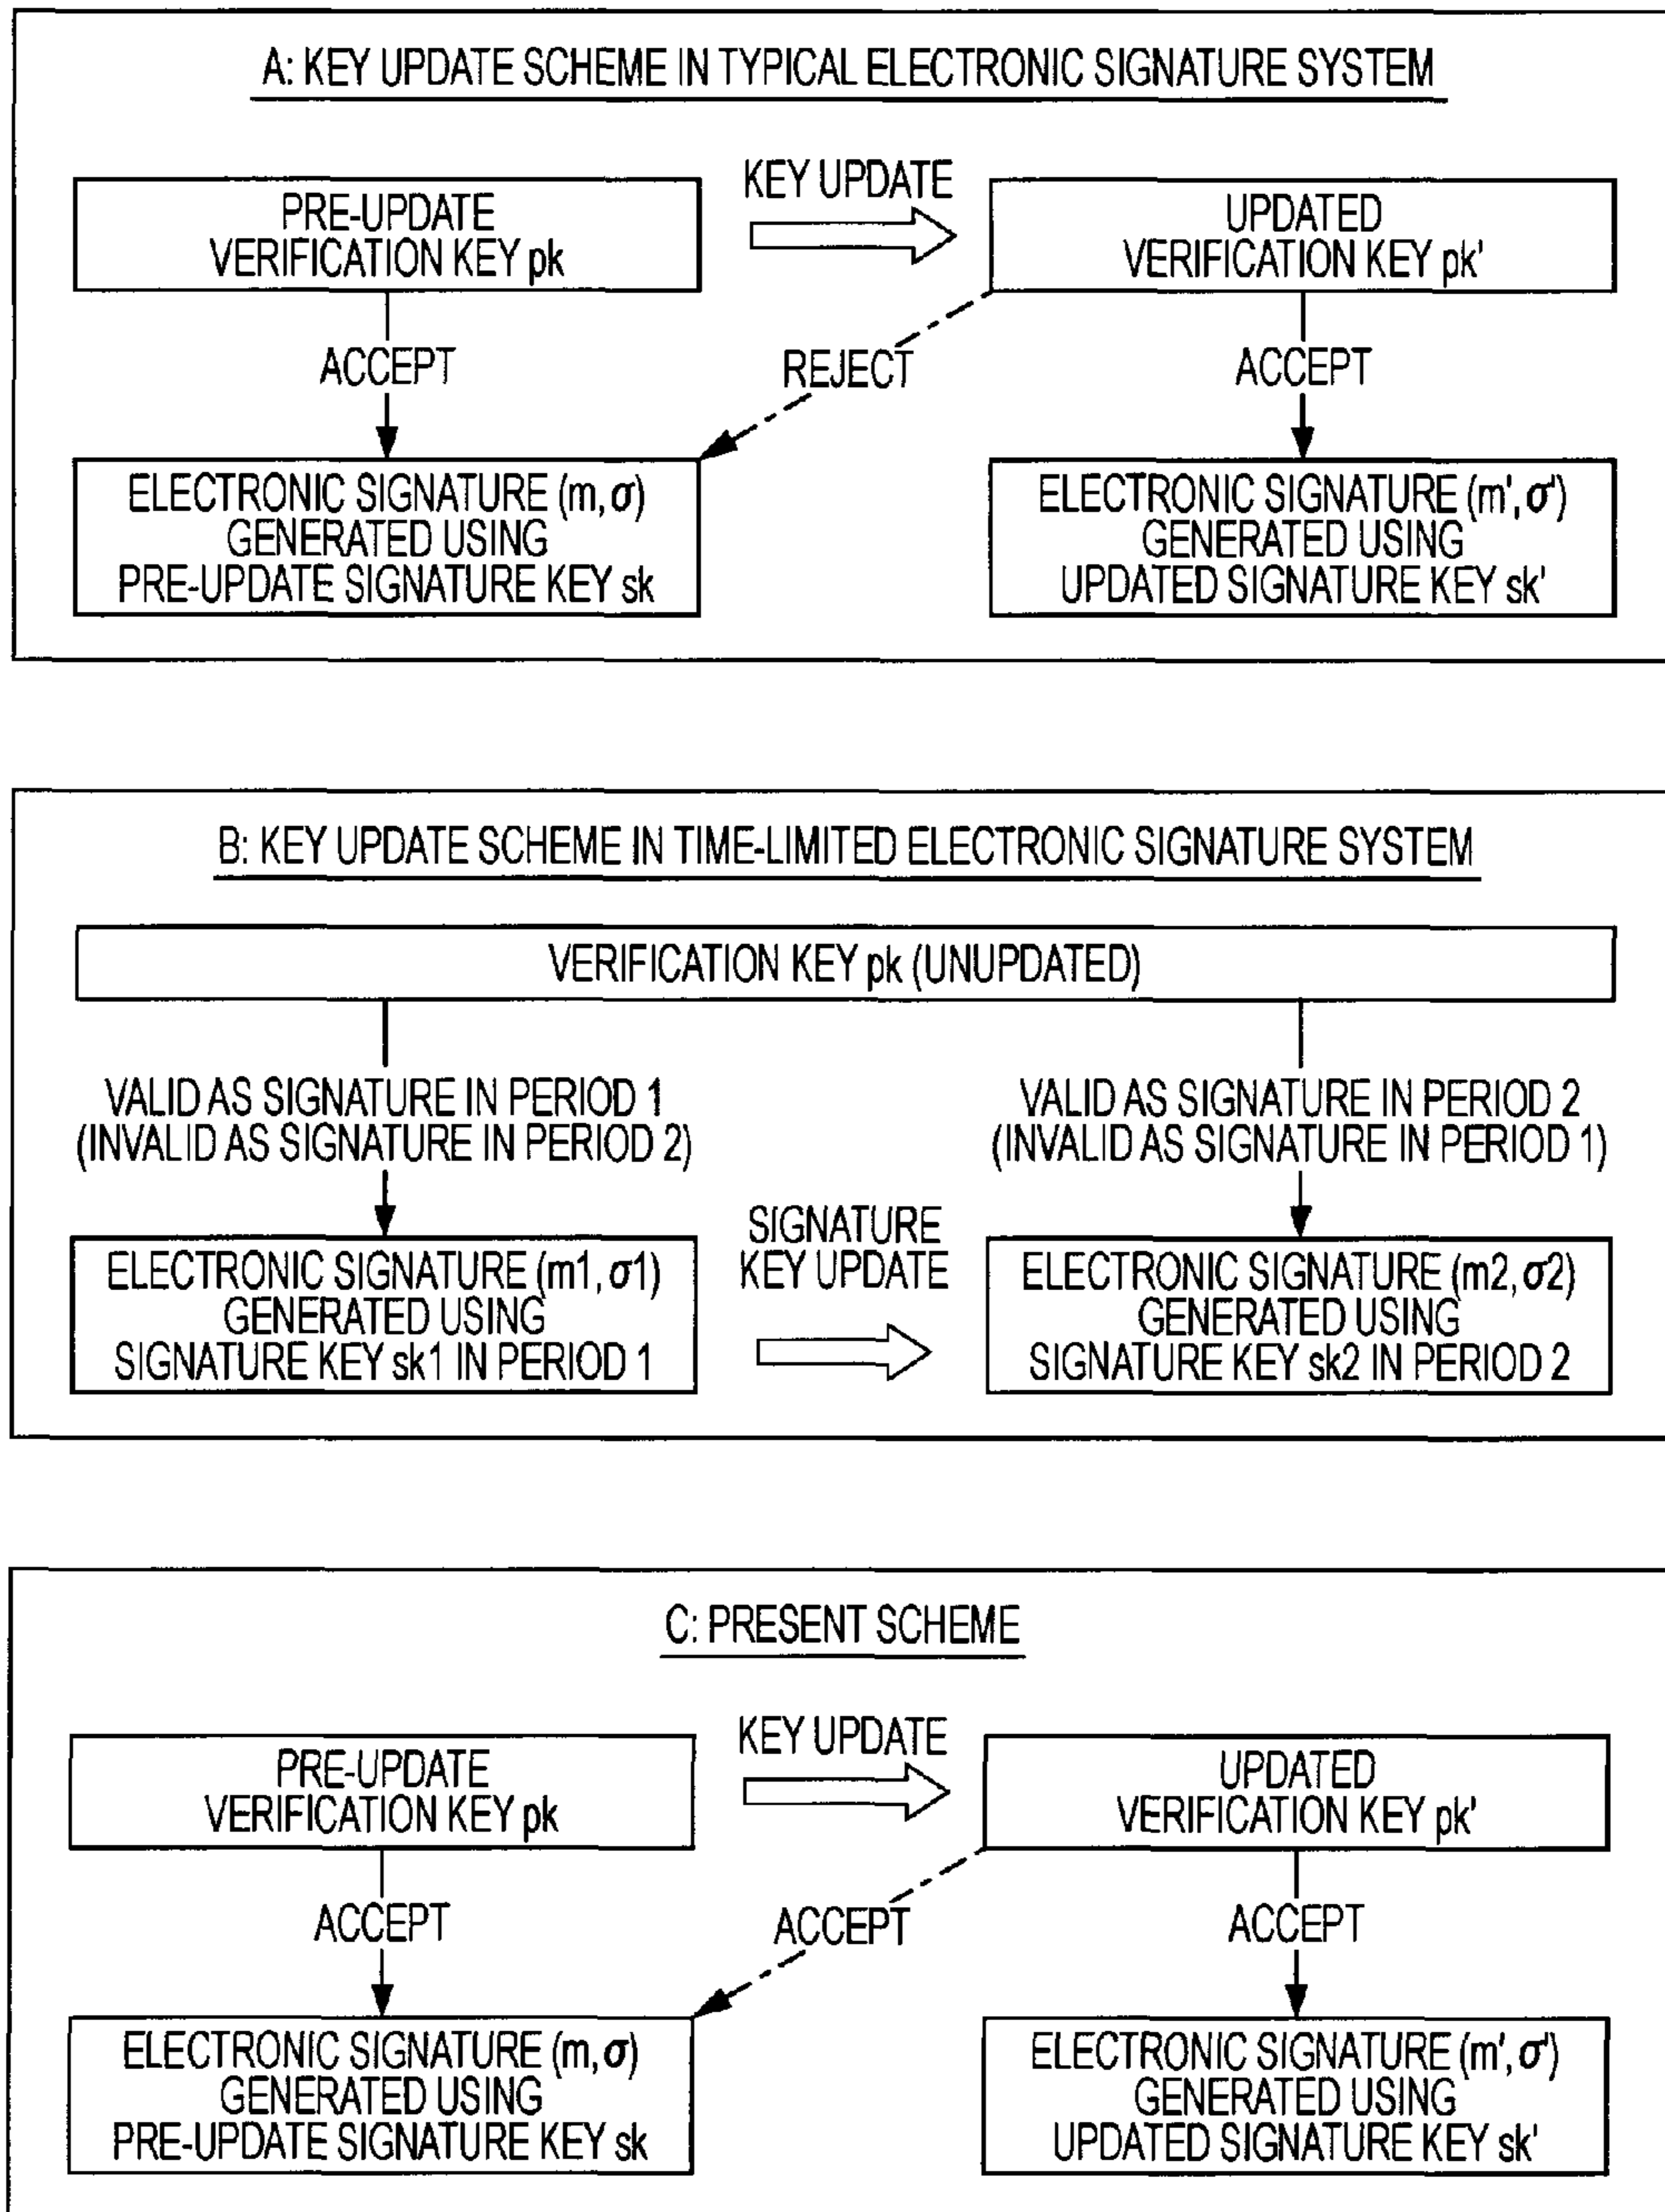 A: KEY UPDATE SCHEME IN TYPICAL ELECTRONIC SIGNATURE SYSTEM
PRE-UPDATE
VERIFICATION KEY pk
KEY UPDATE
UPDATED
VERIFICATION KEY pk'
ACCEPT
REJECT
ACCEPT
ELECTRONIC SIGNATURE (m, σ)
GENERATED USING
PRE-UPDATE SIGNATURE KEY sk
ELECTRONIC SIGNATURE (m', σ')
GENERATED USING
UPDATED SIGNATURE KEY sk'
B: KEY UPDATE SCHEME IN TIME-LIMITED ELECTRONIC SIGNATURE SYSTEM
VERIFICATION KEY pk (UNUPDATED)
VALID AS SIGNATURE IN PERIOD 1
(INVALID AS SIGNATURE IN PERIOD 2)
VALID AS SIGNATURE IN PERIOD 2
(INVALID AS SIGNATURE IN PERIOD 1)
ELECTRONIC SIGNATURE (m1, σ1)
GENERATED USING
SIGNATURE KEY sk1 IN PERIOD 1
SIGNATURE
KEY UPDATE
ELECTRONIC SIGNATURE (m2, σ2)
GENERATED USING
SIGNATURE KEY sk2 IN PERIOD 2
C: PRESENT SCHEME
PRE-UPDATE
VERIFICATION KEY pk
KEY UPDATE
UPDATED
VERIFICATION KEY pk'
ACCEPT
ACCEPT
ACCEPT
ELECTRONIC SIGNATURE (m, σ)
GENERATED USING
PRE-UPDATE SIGNATURE KEY sk
ELECTRONIC SIGNATURE (m', σ')
GENERATED USING
UPDATED SIGNATURE KEY sk'